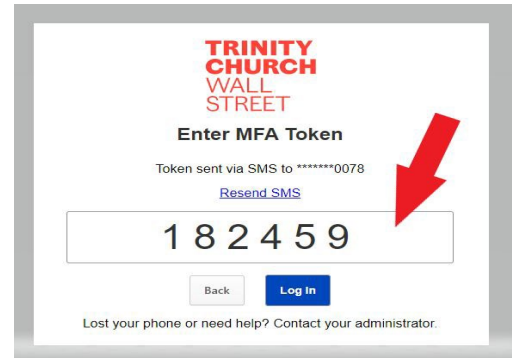 TRINITY
CHURCH
WALL
STREET
Enter MFA Token
Token sent via SMS to *******0078
Resend SMS
182459
Back
Log In
Lost your phone or need help? Contact your administrator.